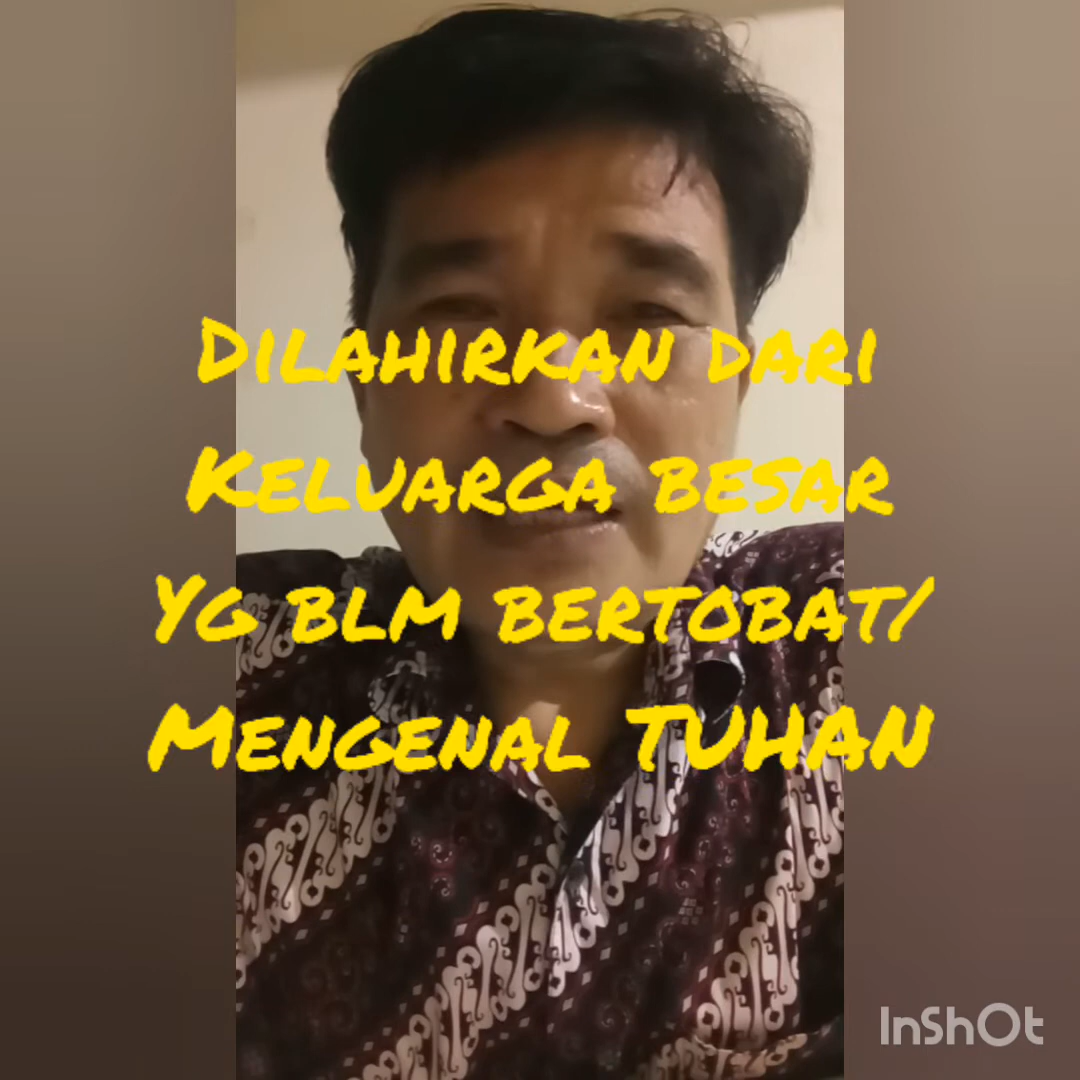 Dilahirkan dari
Keluarga besar
Yg blm bertobat/
Mengenal TUHAN
InShOt